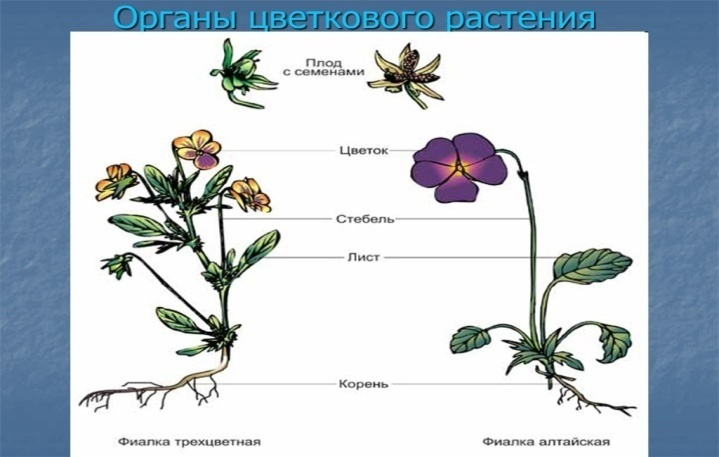 Органы цветкового растения
Плод
с семенами
Цветок
Стебель
Лист
Корень
Фиалка трехцветная
Фиалка алтайская